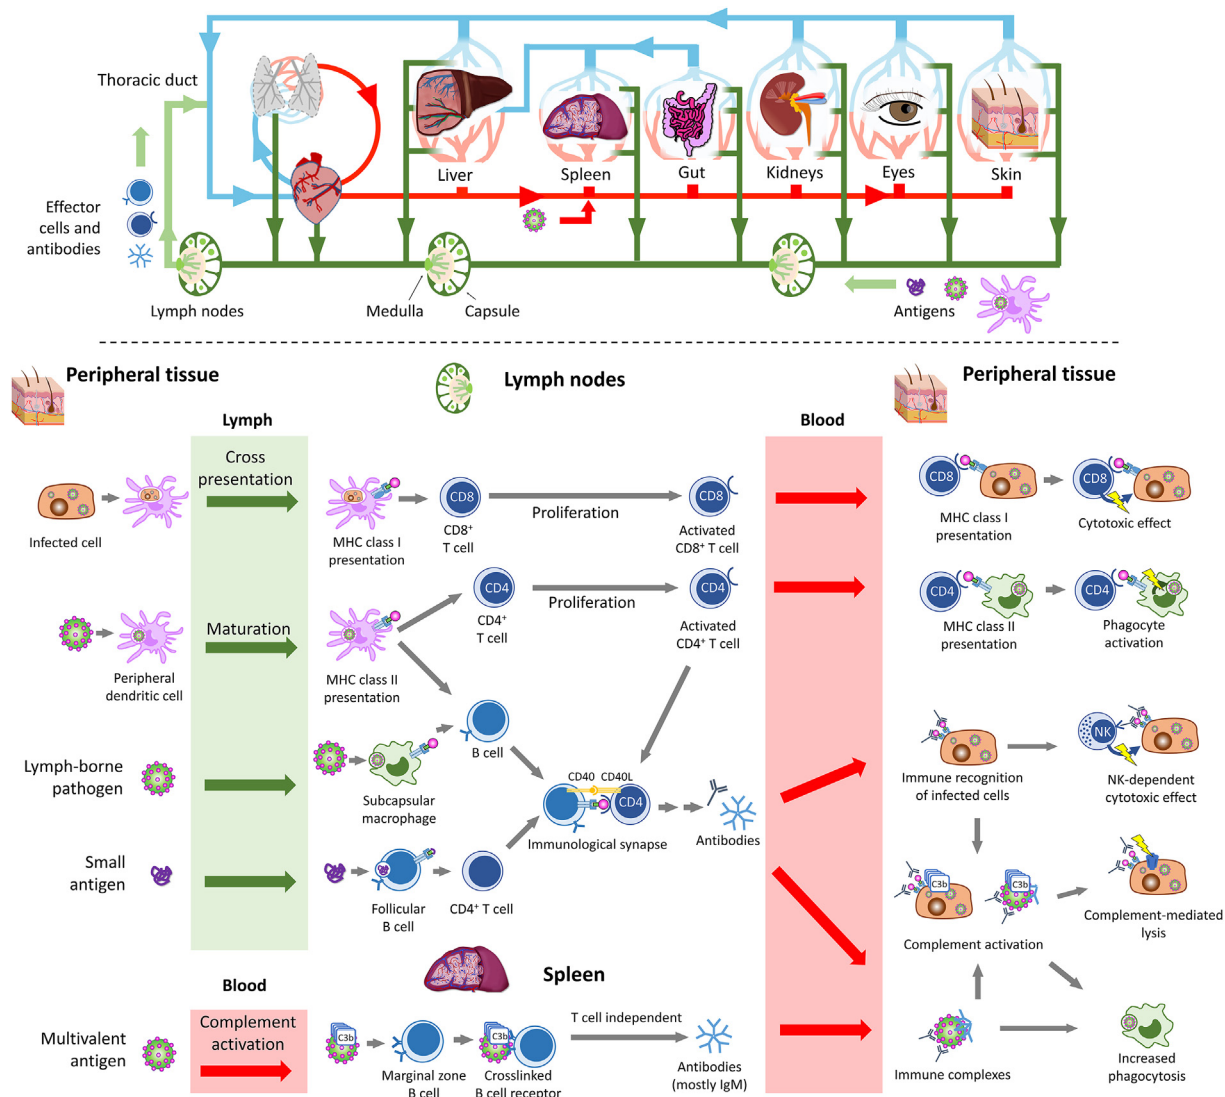 Thoracic duct
Liver
Spleen
Gut
Kidneys
Eyes
Skin
Effector
cells and
antibodies
Lymph nodes
Medulla
Capsule
Antigens
Peripheral tissue
Lymph nodes
Peripheral tissue
Lymph
Blood
Cross
presentation
Infected cell
MHC class I
presentation
CD8
CD8⁺
T cell
Proliferation
CD8
Activated
CD8⁺ T cell
CD8
MHC class I
presentation
CD8
Cytotoxic effect
Maturation
Peripheral
dendritic cell
MHC class II
presentation
CD4
CD4⁺
T cell
Proliferation
CD4
Activated
CD4⁺ T cell
CD4
MHC class II
presentation
CD4
Phagocyte
activation
Lymph-borne
pathogen
Subcapsular
macrophage
B cell
CD40 CD40L
CD4
Immunological synapse
Antibodies
Immune recognition
of infected cells
NK
NK-dependent
cytotoxic effect
Small
antigen
Follicular
B cell
CD4⁺ T cell
C3b
C3b
Complement activation
Complement-mediated
lysis
Blood
Spleen
Multivalent
antigen
Complement
activation
C3b
Marginal zone
B cell
C3b
Crosslinked
B cell receptor
T cell independent
Antibodies
(mostly IgM)
Immune complexes
Increased
phagocytosis